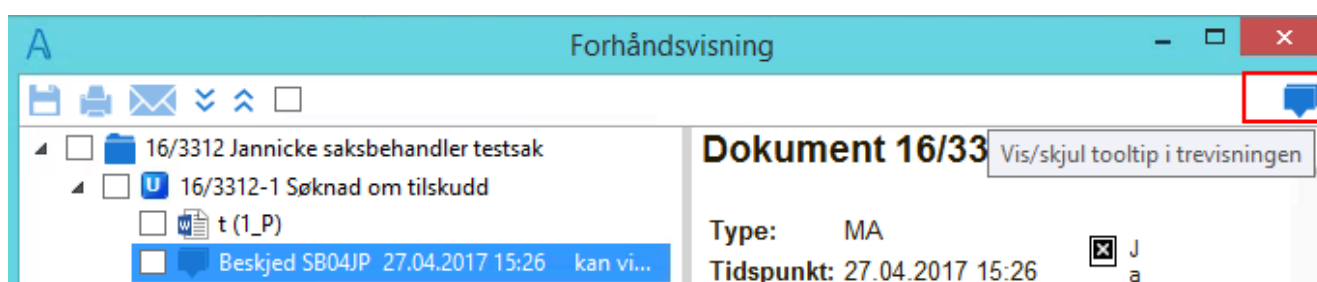 Forhåndsvisning
16/3312 Jannicke saksbehandler testsak
16/3312-1 Søknad om tilskudd
t (1_P)
Beskjed SB04JP 27.04.2017 15:26 kan vi...
Dokument 16/33
Vis/skjul tooltip i trevisningen
Type: MA
Tidspunkt: 27.04.2017 15:26
J
a